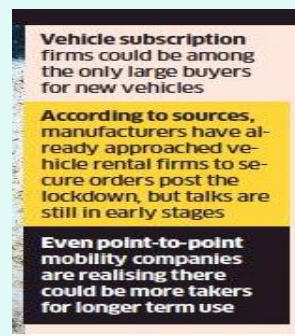 Vehicle subscription
firms could be among
the only large buyers
for new vehicles
According to sources,
manufacturers have al-
ready approached ve-
hicle rental firms to se-
cure orders post the
lockdown, but talks are
still in early stages
Even point-to-point
mobility companies
are realising there
could be more takers
for longer term use